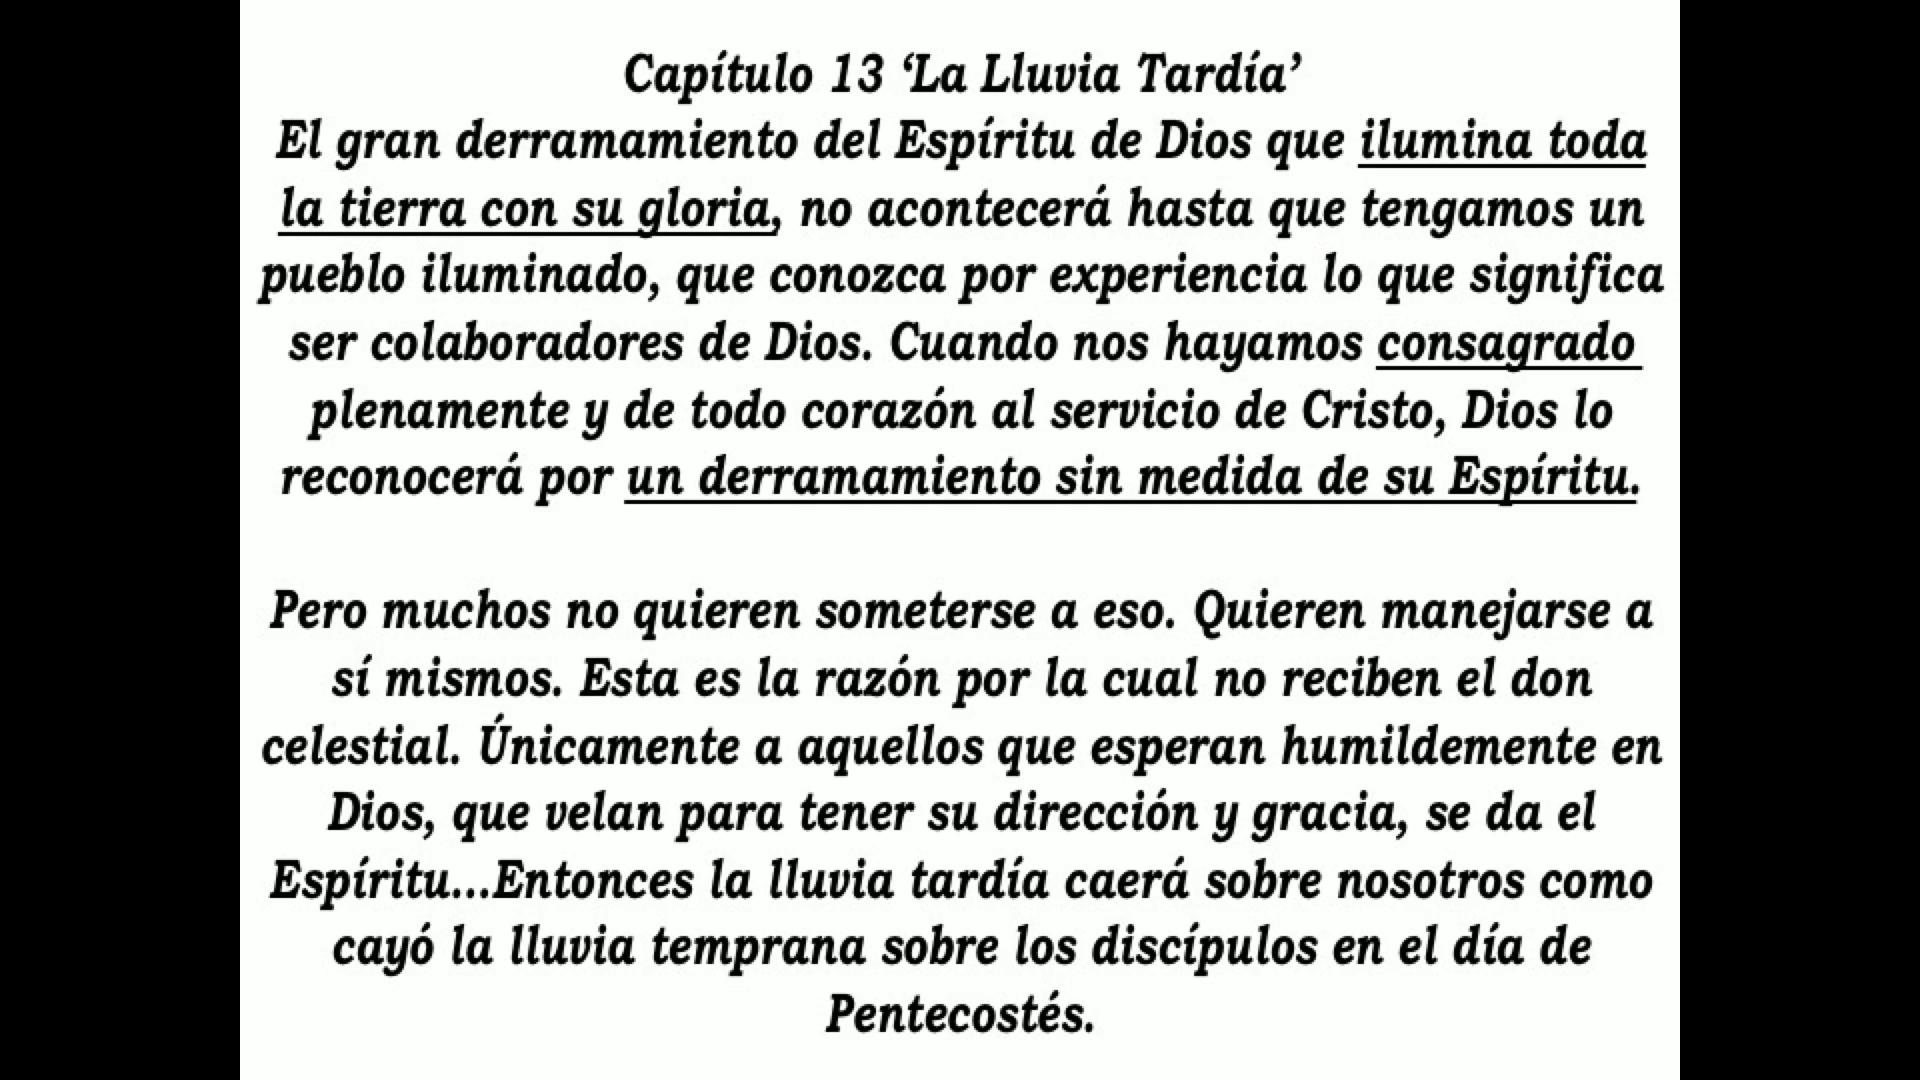 Capítulo 13 ‘La Lluvia Tardía’
El gran derramamiento del Espíritu de Dios que ilumina toda
la tierra con su gloria, no acontecerá hasta que tengamos un
pueblo iluminado, que conozca por experiencia lo que significa
ser colaboradores de Dios. Cuando nos hayamos consagrado
plenamente y de todo corazón al servicio de Cristo, Dios lo
reconocerá por un derramamiento sin medida de su Espíritu.
Pero muchos no quieren someterse a eso. Quieren manejarse a
sí mismos. Esta es la razón por la cual no reciben el don
celestial. Únicamente a aquellos que esperan humildemente en
Dios, que velan para tener su dirección y gracia, se da el
Espíritu...Entonces la lluvia tardía caerá sobre nosotros como
cayó la lluvia temprana sobre los discípulos en el día de
Pentecostés.